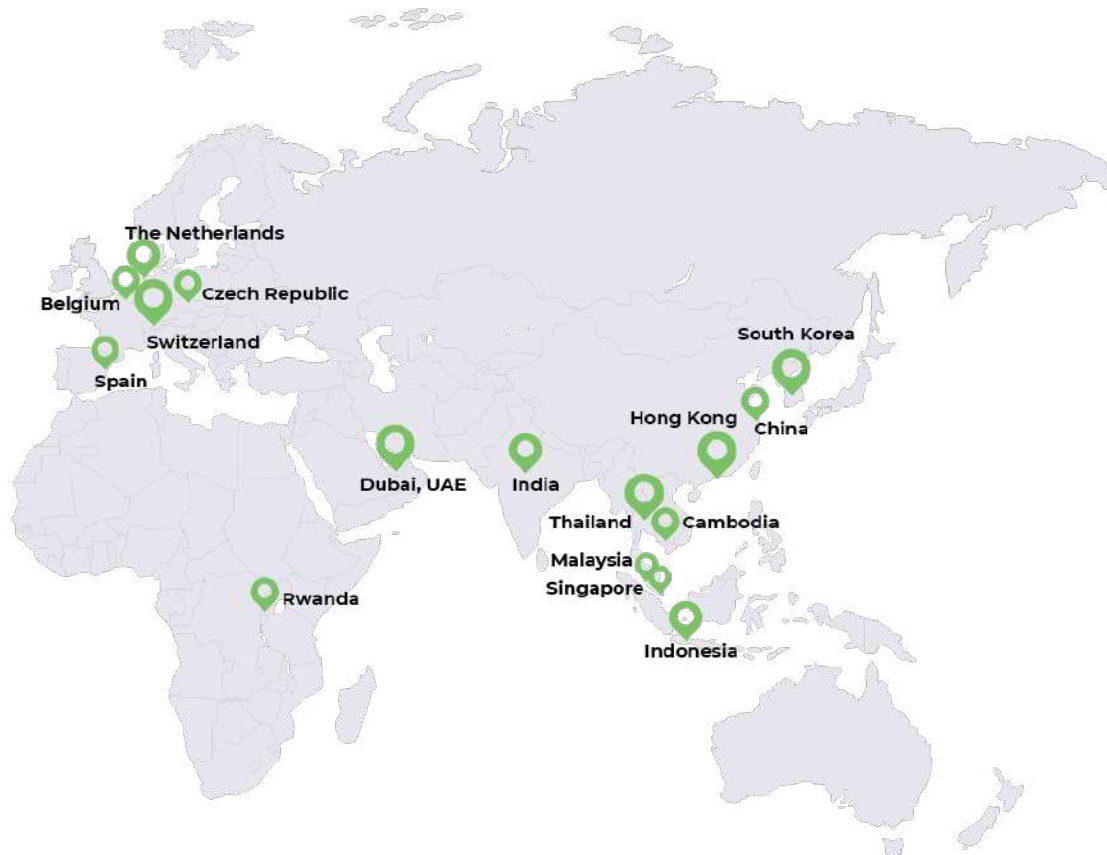 The Netherlands
Belgium
Czech Republic
Switzerland
South Korea
Spain
Hong Kong
China
Dubai, UAE
India
Thailand
Cambodia
Malaysia
Singapore
Rwanda
Indonesia